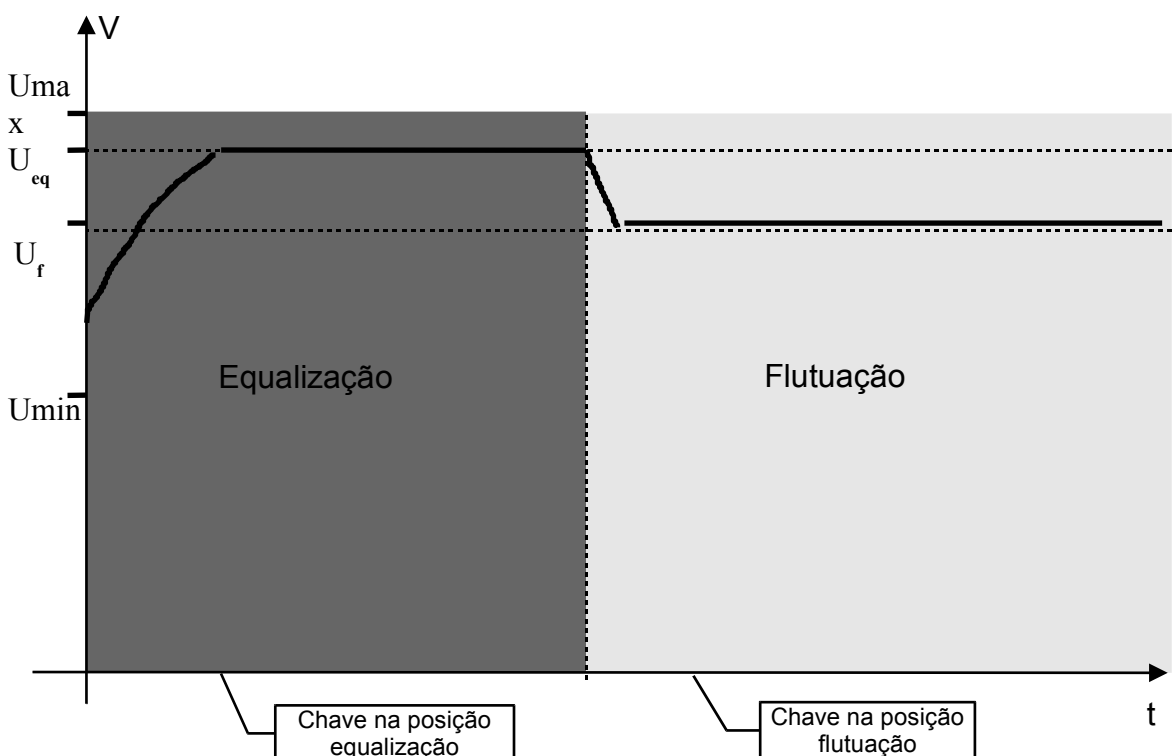 V
Uma
x
U eq
U f
Equalização
Flutuação
Umin
t
Chave na posição
equalização
Chave na posição
flutuação